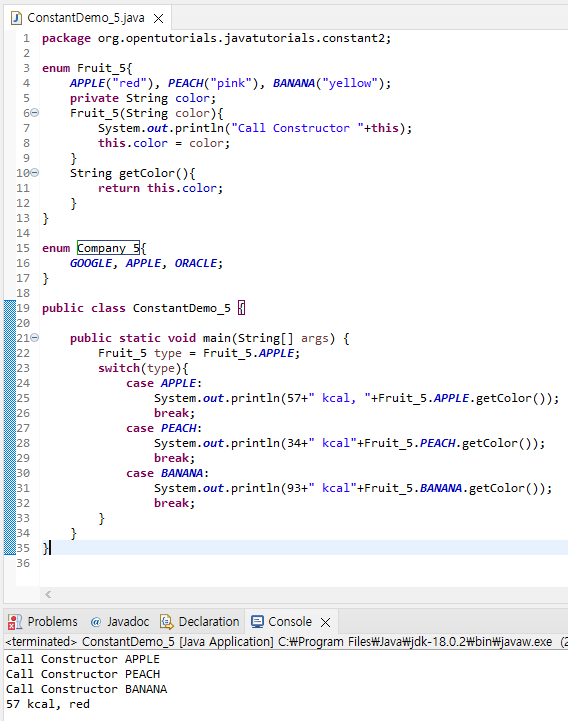 ConstantDemo_5.java
1 package org.opentutorials.javatutorials.constant2;
2
3 enum Fruit_5{
4     APPLE("red"), PEACH("pink"), BANANA("yellow");
5     private String color;
6     Fruit_5(String color){
7         System.out.println("Call Constructor "+this);
8         this.color = color;
9     }
10     String getColor(){
11         return this.color;
12     }
13 }
14
15 enum Company_5{
16     GOOGLE, APPLE, ORACLE;
17 }
18
19 public class ConstantDemo_5 {
20
21     public static void main(String[] args) {
22         Fruit_5 type = Fruit_5.APPLE;
23         switch(type){
24             case APPLE:
25                 System.out.println(57+" kcal, "+Fruit_5.APPLE.getColor());
26                 break;
27             case PEACH:
28                 System.out.println(34+" kcal"+Fruit_5.PEACH.getColor());
29                 break;
30             case BANANA:
31                 System.out.println(93+" kcal"+Fruit_5.BANANA.getColor());
32                 break;
33         }
34     }
35 }
36
Problems @ Javadoc Declaration Console
<terminated> ConstantDemo_5 [Java Application] C:₩Program Files₩Java₩jdk-18.0.2₩bin₩javaw.exe (2
Call Constructor APPLE
Call Constructor PEACH
Call Constructor BANANA
57 kcal, red